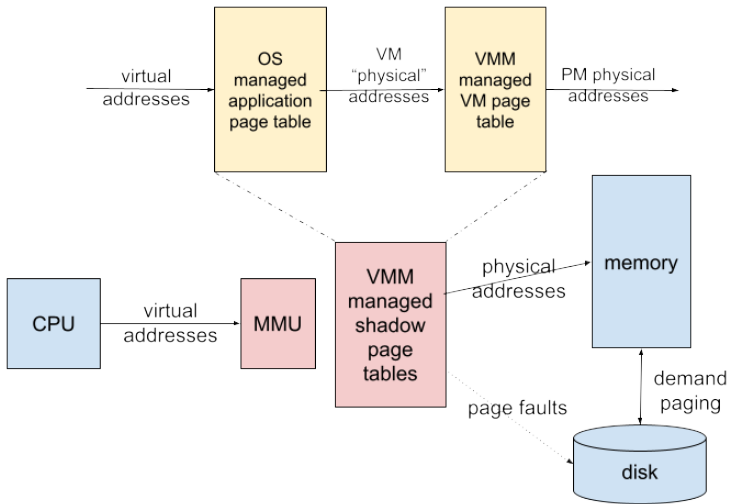 virtual
addresses
OS
managed
application
page table
VM
“physical”
addresses
VMM
managed
VM page
table
PM physical
addresses
CPU
virtual
addresses
MMU
VMM
managed
shadow
page
tables
physical
addresses
memory
page faults
demand
paging
disk